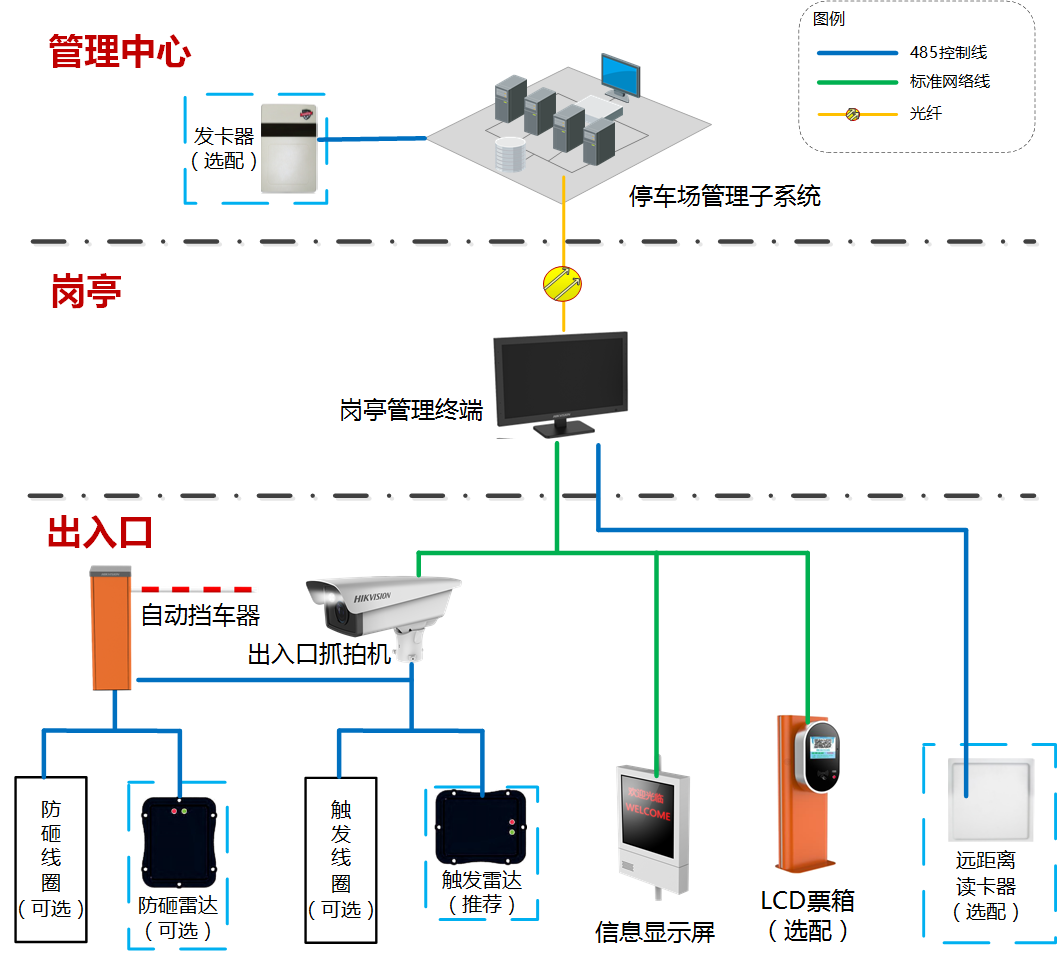 管理中心
图例
485控制线
标准网络线
光纤
发卡器
（选配）
停车场管理子系统
岗亭
岗亭管理终端
出入口
自动挡车器
HIKVISION
出入口抓拍机
防砸线圈
（可选）
防砸雷达
（可选）
触发线圈
（可选）
触发雷达
（推荐）
欢迎光临
WELCOME
信息显示屏
LCD票箱
（选配）
远距离
读卡器
（选配）